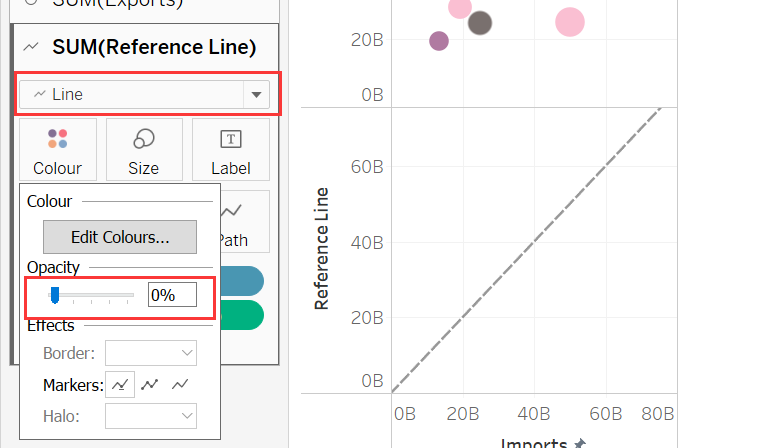 SUM(Exports)
SUM(Reference Line)
Line
Colour
Size
Label
Colour
Edit Colours...
Path
Opacity
0%
Effects
Border:
Markers:
Halo:
20B
0B
Reference Line
60B
40B
20B
0B
0B 20B 40B 60B 80B
Imports